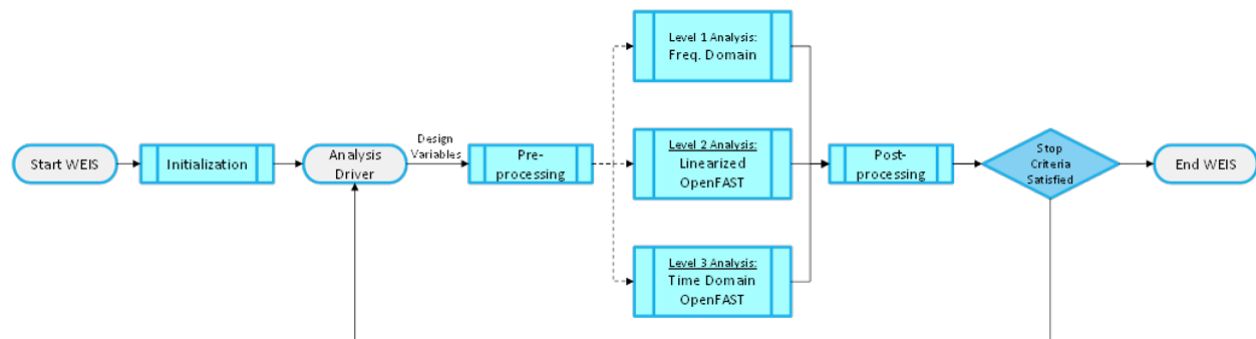 Start WEIS
Initialization
Analysis
Driver
Design
Variables
Pre-
processing
Level 1 Analysis:
Freq. Domain
Level 2 Analysis:
Linearized
OpenFAST
Level 3 Analysis:
Time Domain
OpenFAST
Post-
processing
Stop
Criteria
Satisfied
End WEIS